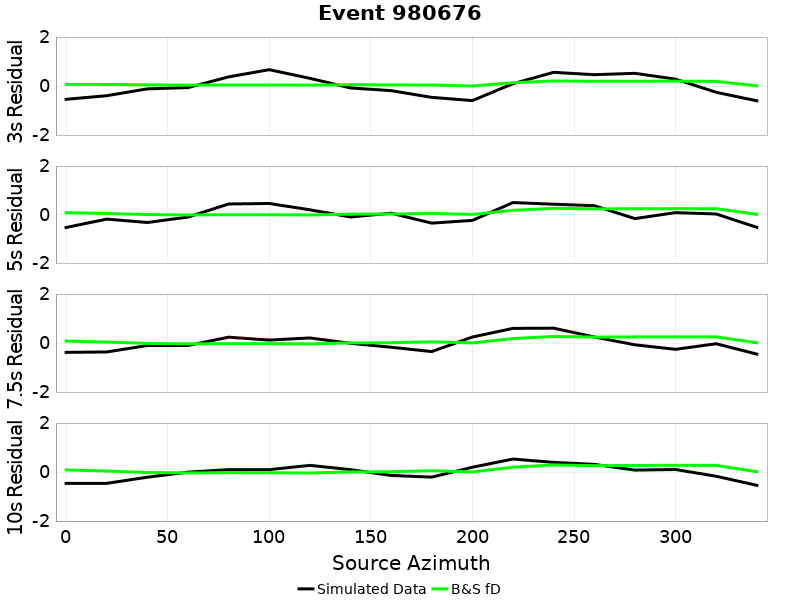 Event 980676
3s Residual
2
0
-2
5s Residual
2
0
-2
7.5s Residual
2
0
-2
10s Residual
2
0
-2
0 50 100 150 200 250 300
Source Azimuth
Simulated Data B&S fD